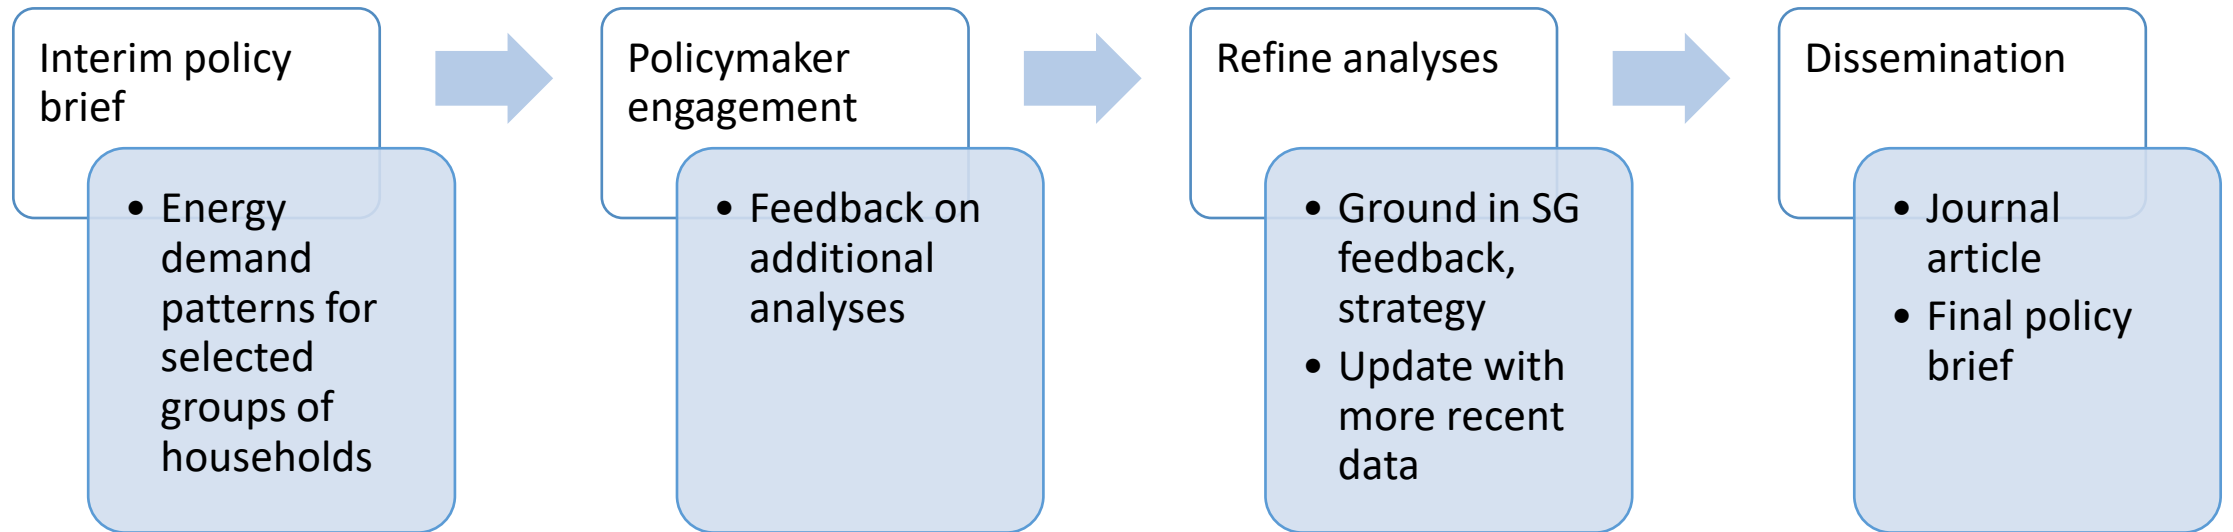 Interim policy
brief
• Energy
demand
patterns for
selected
groups of
households
Policymaker
engagement
• Feedback on
additional
analyses
Refine analyses
• Ground in SG
feedback,
strategy
• Update with
more recent
data
Dissemination
• Journal
article
• Final policy
brief